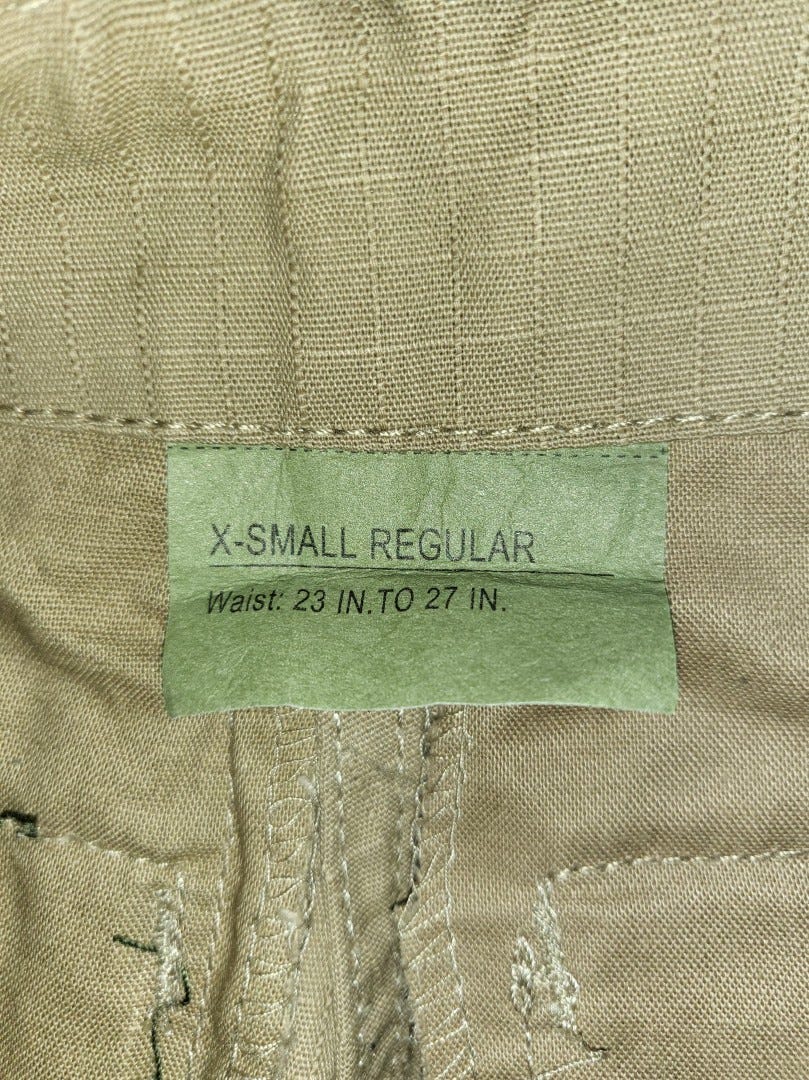 X-SMALL REGULAR
Waist: 23 IN.TO 27 IN.